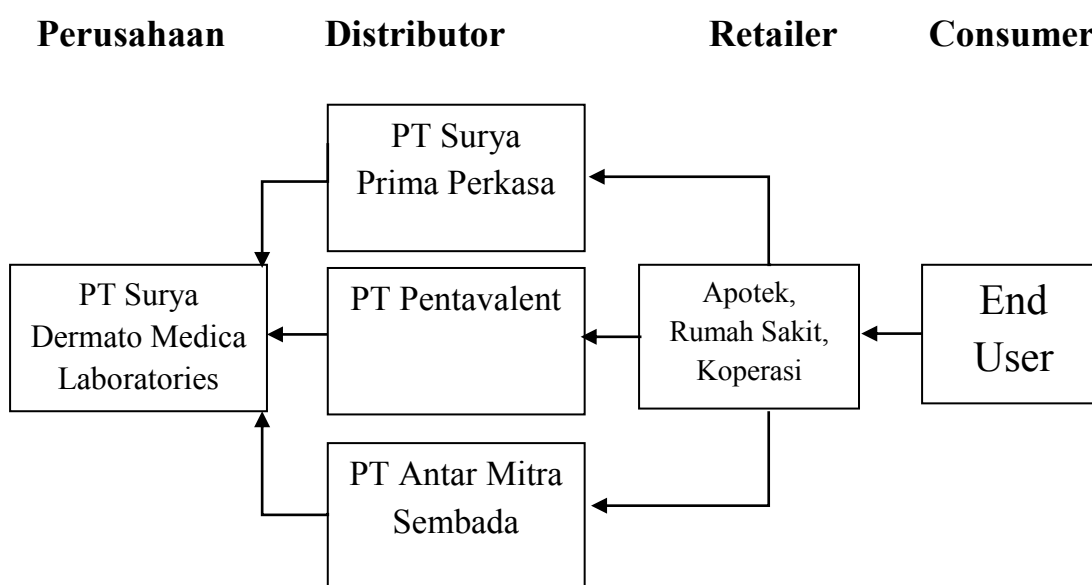 Perusahaan Distributor Retailer Consumer
PT Surya
Prima Perkasa
PT Surya
Dermato Medica
Laboratories
PT Pentavalent
Apotek,
Rumah Sakit,
Koperasi
End
User
PT Antar Mitra
Sembada